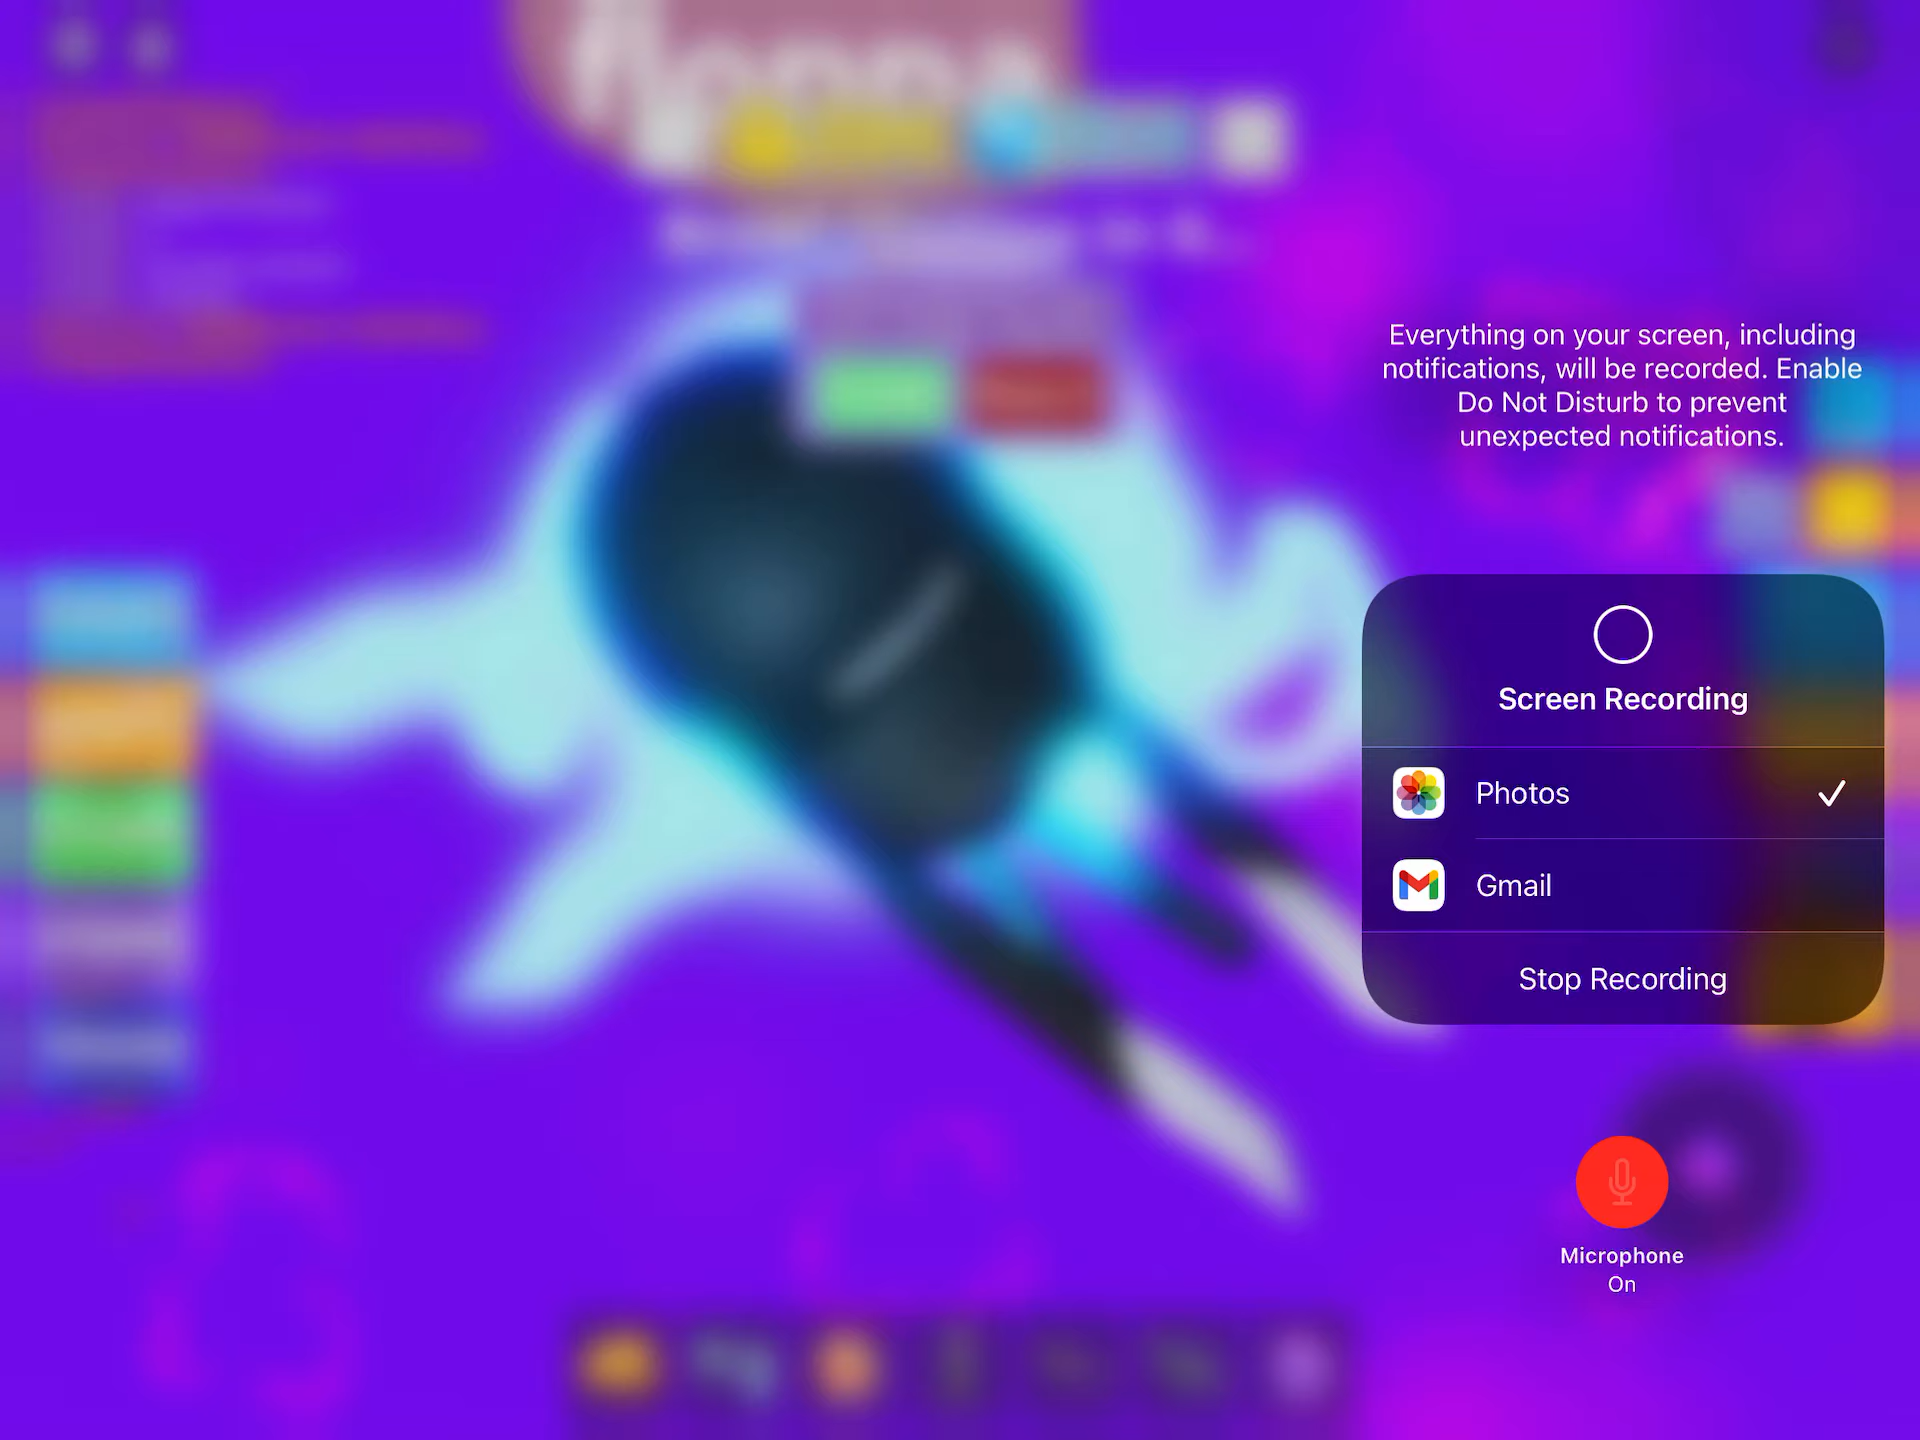 Everything on your screen, including
notifications, will be recorded. Enable
Do Not Disturb to prevent
unexpected notifications.
Screen Recording
Photos
Gmail
Stop Recording
Microphone
On